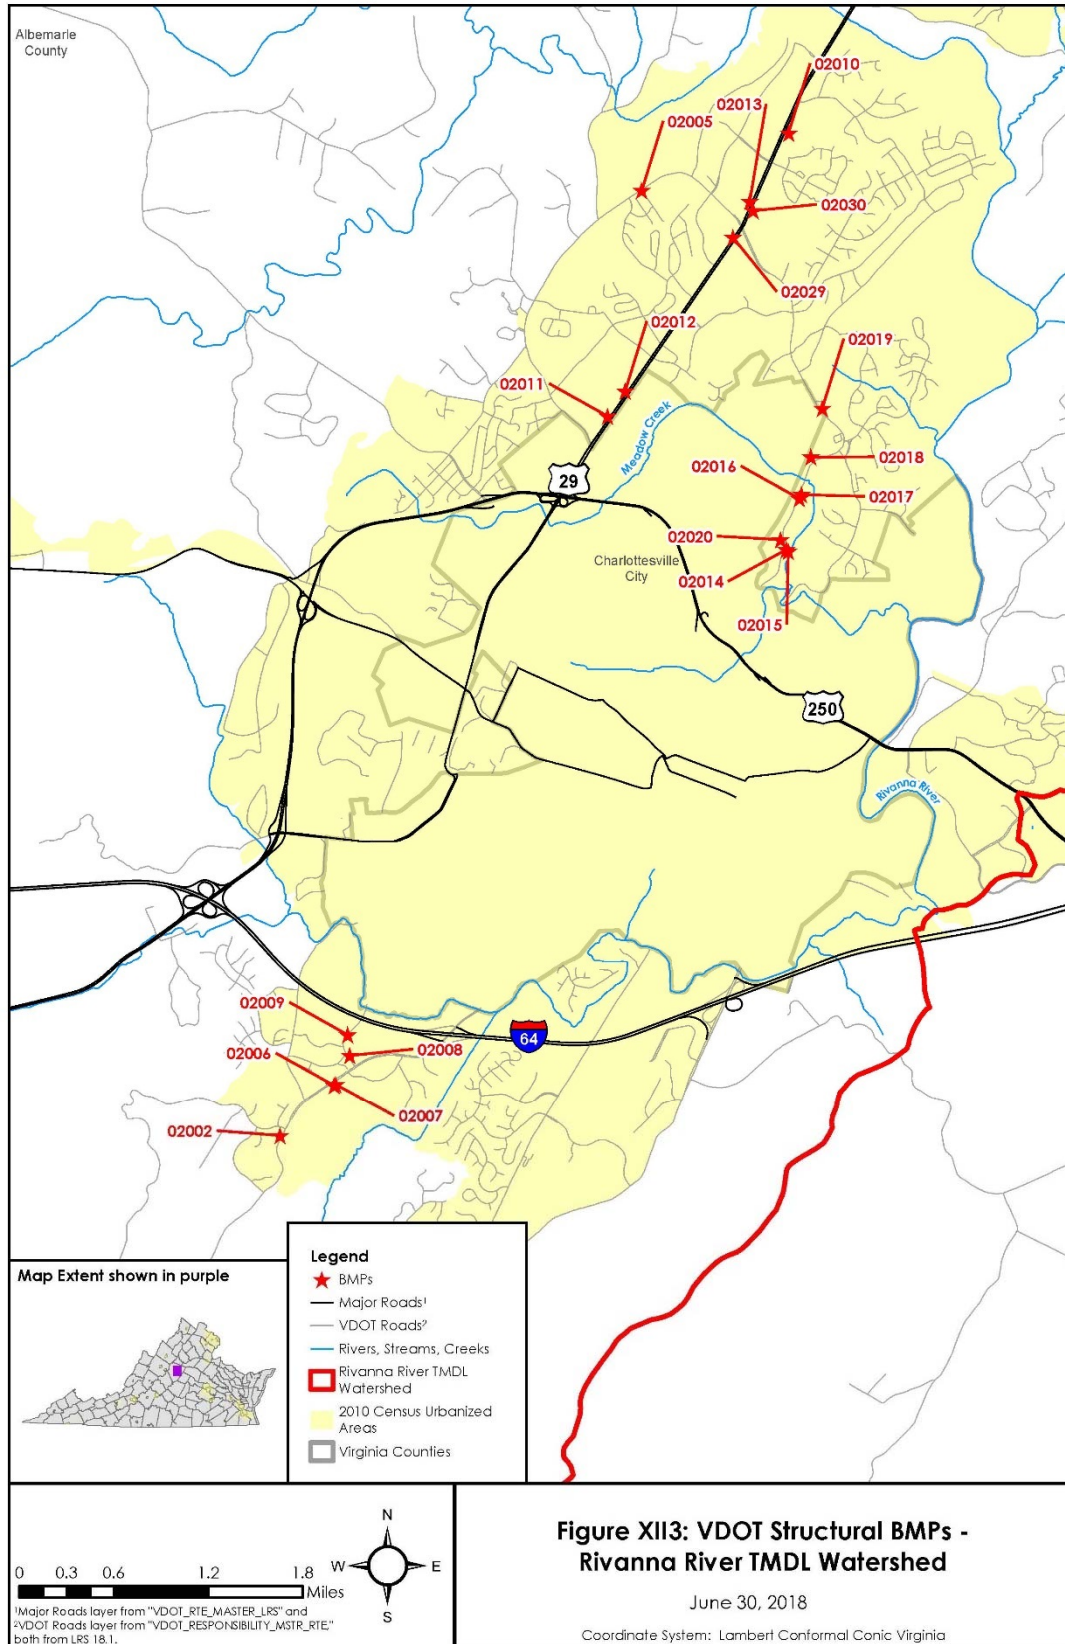 Albemarle
County
02010
02013
02005
02030
02029
02012
02019
02011
Meadow Creek
02018
29
02016
02017
02020
Charlottesville
City
02014
02015
250
Rivanna
River
02009
64
02008
02006
02007
02002
Map Extent shown in purple
Legend
BMPs
Major Roads¹
VDOT Roads²
Rivers, Streams, Creeks
Rivanna River TMDL
Watershed
2010 Census Urbanized
Areas
Virginia Counties
N
W E
S
0 0.3 0.6 1.2 1.8
Miles
¹Major Roads layer from "VDOT_RTE_MASTER_LRS" and
²VDOT Roads layer from "VDOT_RESPONSIBILITY_MSTR_RTE,"
both from LRS 18.1.
Figure XII3: VDOT Structural BMPs -
Rivanna River TMDL Watershed
June 30, 2018
Coordinate System: Lambert Conformal Conic Virginia